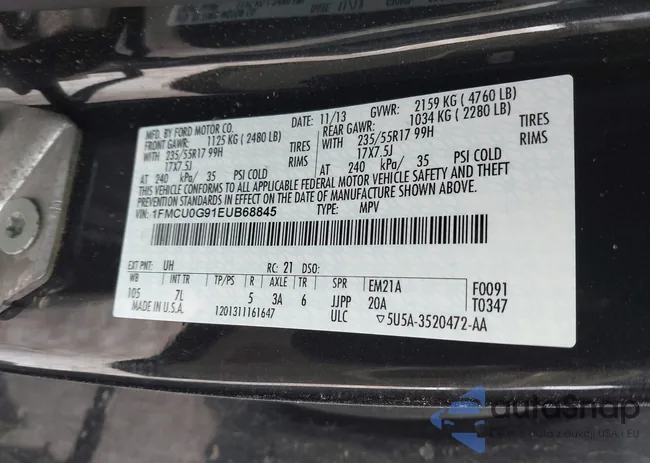 MFD. BY FORD MOTOR CO.
11/13
GVWR: 2159 KG ( 4760 LB)
FRONT GAWR: 1125 KG ( 2480 LB)
REAR GAWR: 1034 KG ( 2280 LB)
WITH 235/55R17 99H TIRES
WITH 235/55R17 99H TIRES
17X7.5J RIMS
17X7.5J RIMS
AT 240 kPa/ 35 PSI COLD
AT 240 kPa/ 35 PSI COLD
THIS VEHICLE CONFORMS TO ALL APPLICABLE FEDERAL MOTOR VEHICLE SAFETY AND THEFT
PREVENTION STANDARDS IN EFFECT ON THE DATE OF MANUFACTURE SHOWN ABOVE.
VIN: 1FMCU0G91EUB68845
TYPE: MPV
EXT PNT: UH RC: 21 DSO:
WB INT TR TP/PS R AXLE TR SPR EM21A F0091
105 7L 5 3A 6 JJPP 20A T0347
MADE IN U.S.A. 1201311161647 ULC ▽5U5A-3520472-AA
autoSnap
auta z aukcji USA i EU